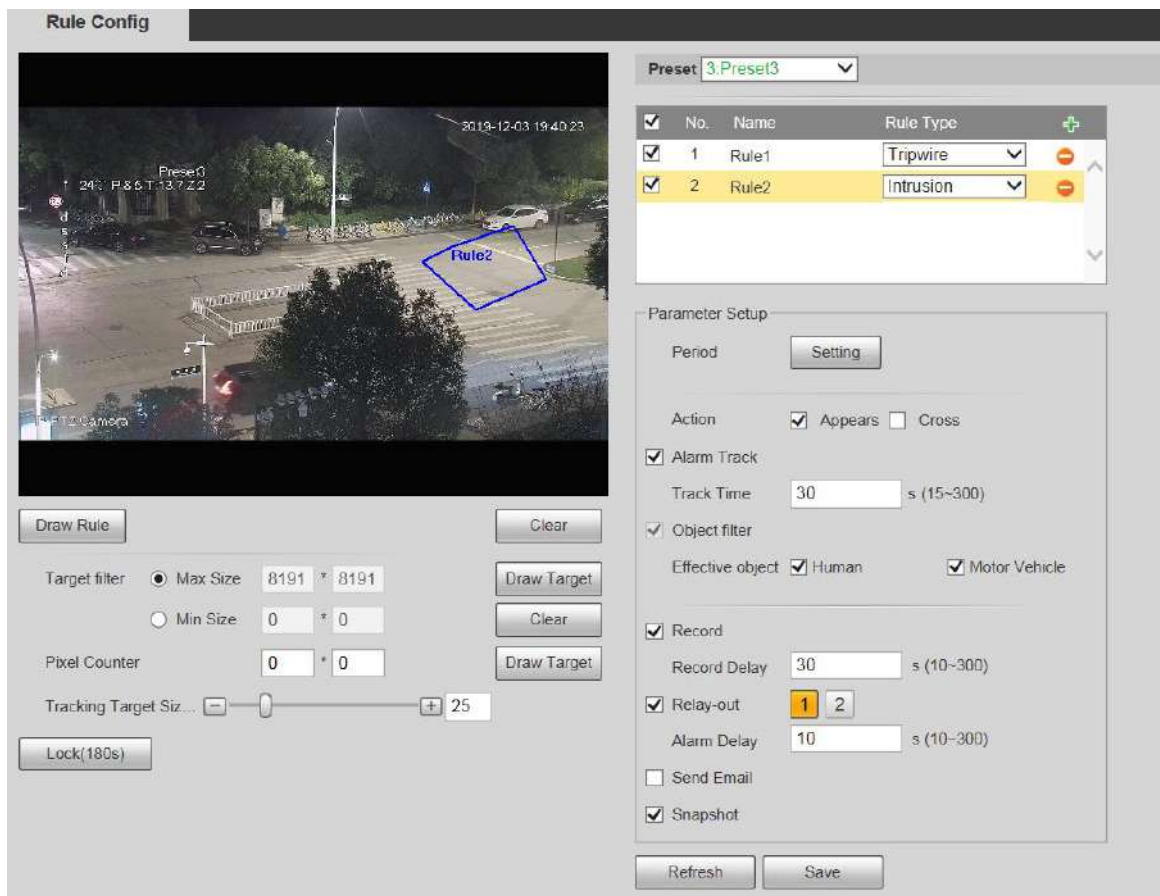 Rule Config
Preset 3:Preset3
2019-12-03 19:40:23
Preset3
Rule2
PTZ Camera
No. Name Rule Type
1 Rule1 Tripwire
2 Rule2 Intrusion
Draw Rule Clear
Target filter Max Size 8191 * 8191 Draw Target
Min Size 0 * 0 Clear
Pixel Counter 0 * 0 Draw Target
Tracking Target Siz... − + 25
Lock(180s)
Parameter Setup
Period Setting
Action Appears Cross
Alarm Track
Track Time 30 s (15~300)
Object filter
Effective object Human Motor Vehicle
Record
Record Delay 30 s (10~300)
Relay-out 1 2
Alarm Delay 10 s (10~300)
Send Email
Snapshot
Refresh Save